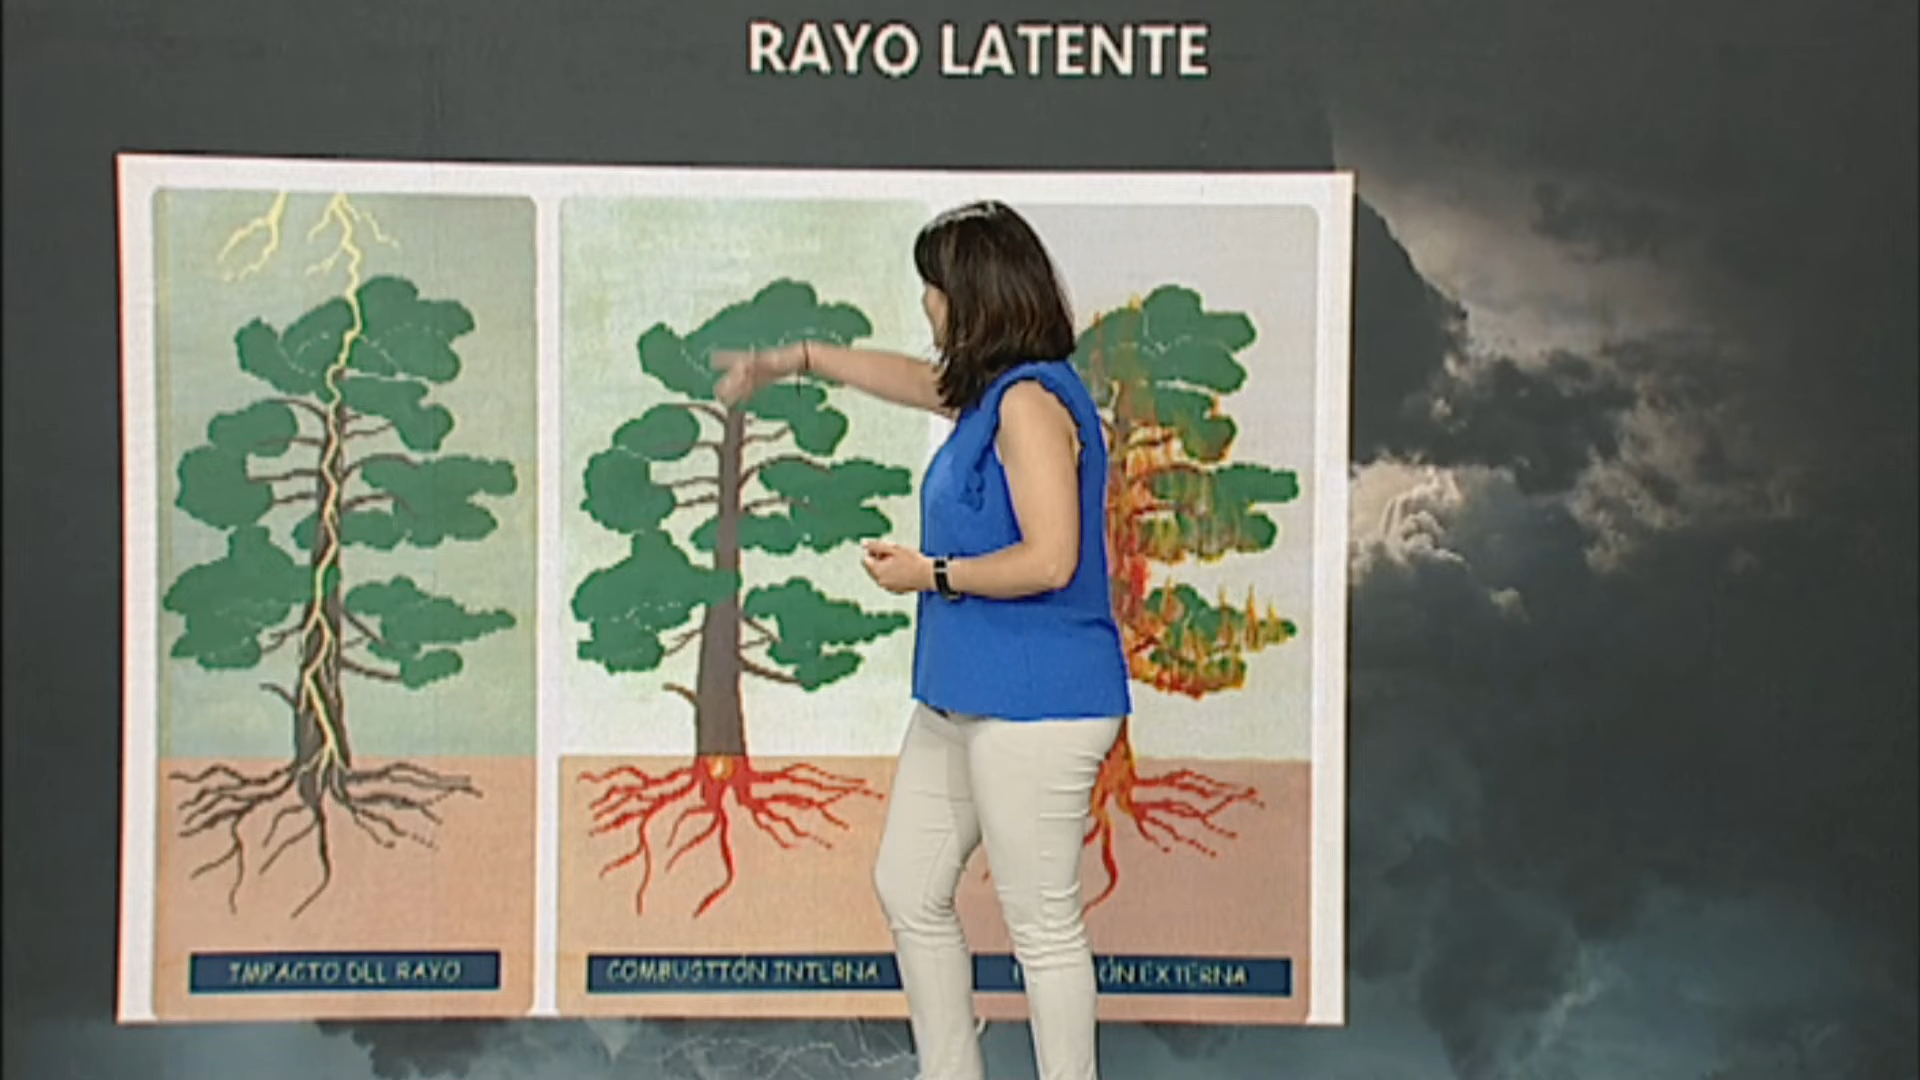 RAYO LATENTE
IMPACTO DEL RAYO
COMBUSTIÓN INTERNA
EXTERNA